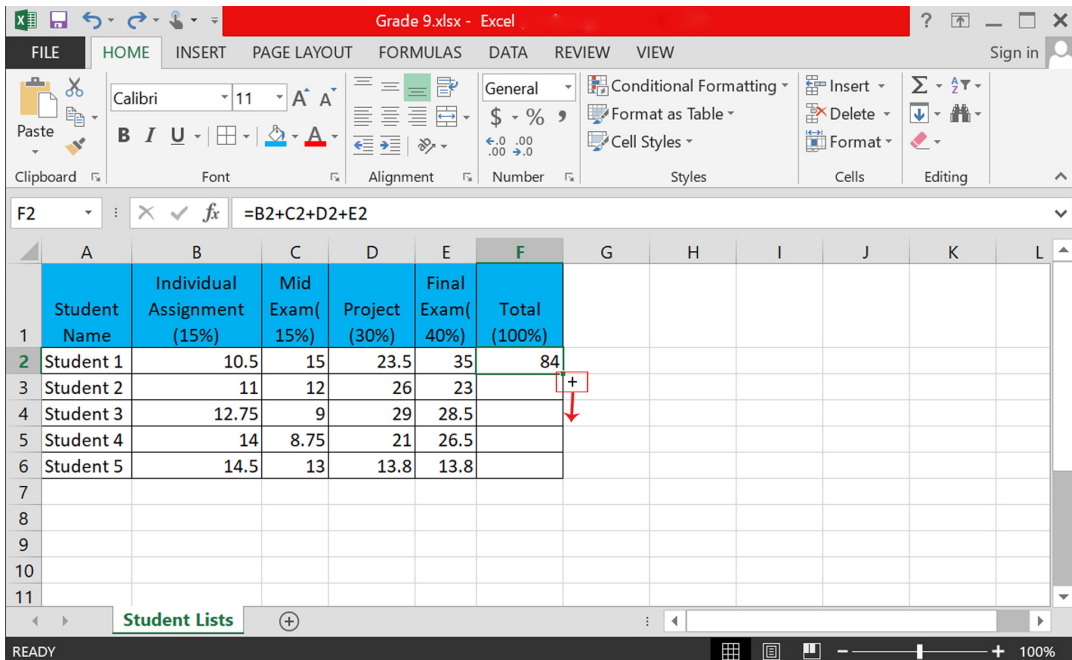 Grade 9.xlsx - Excel
?
FILE HOME INSERT PAGE LAYOUT FORMULAS DATA REVIEW VIEW Sign in
Paste
Calibri 11 A A
B I U A
General
$ % ,
.0 .00
.00 .0
Conditional Formatting
Format as Table
Cell Styles
Insert
Delete
Format
Σ A Z
Clipboard Font Alignment Number Styles Cells Editing
F2 fx =B2+C2+D2+E2
A B C D E F G H I J K L
1 Student Name Individual Assignment (15%) Mid Exam( 15%) Project (30%) Final Exam( 40%) Total (100%)
2 Student 1 10.5 15 23.5 35 84
+
3 Student 2 11 12 26 23
4 Student 3 12.75 9 29 28.5
5 Student 4 14 8.75 21 26.5
6 Student 5 14.5 13 13.8 13.8
7
8
9
10
11
Student Lists
READY 100%